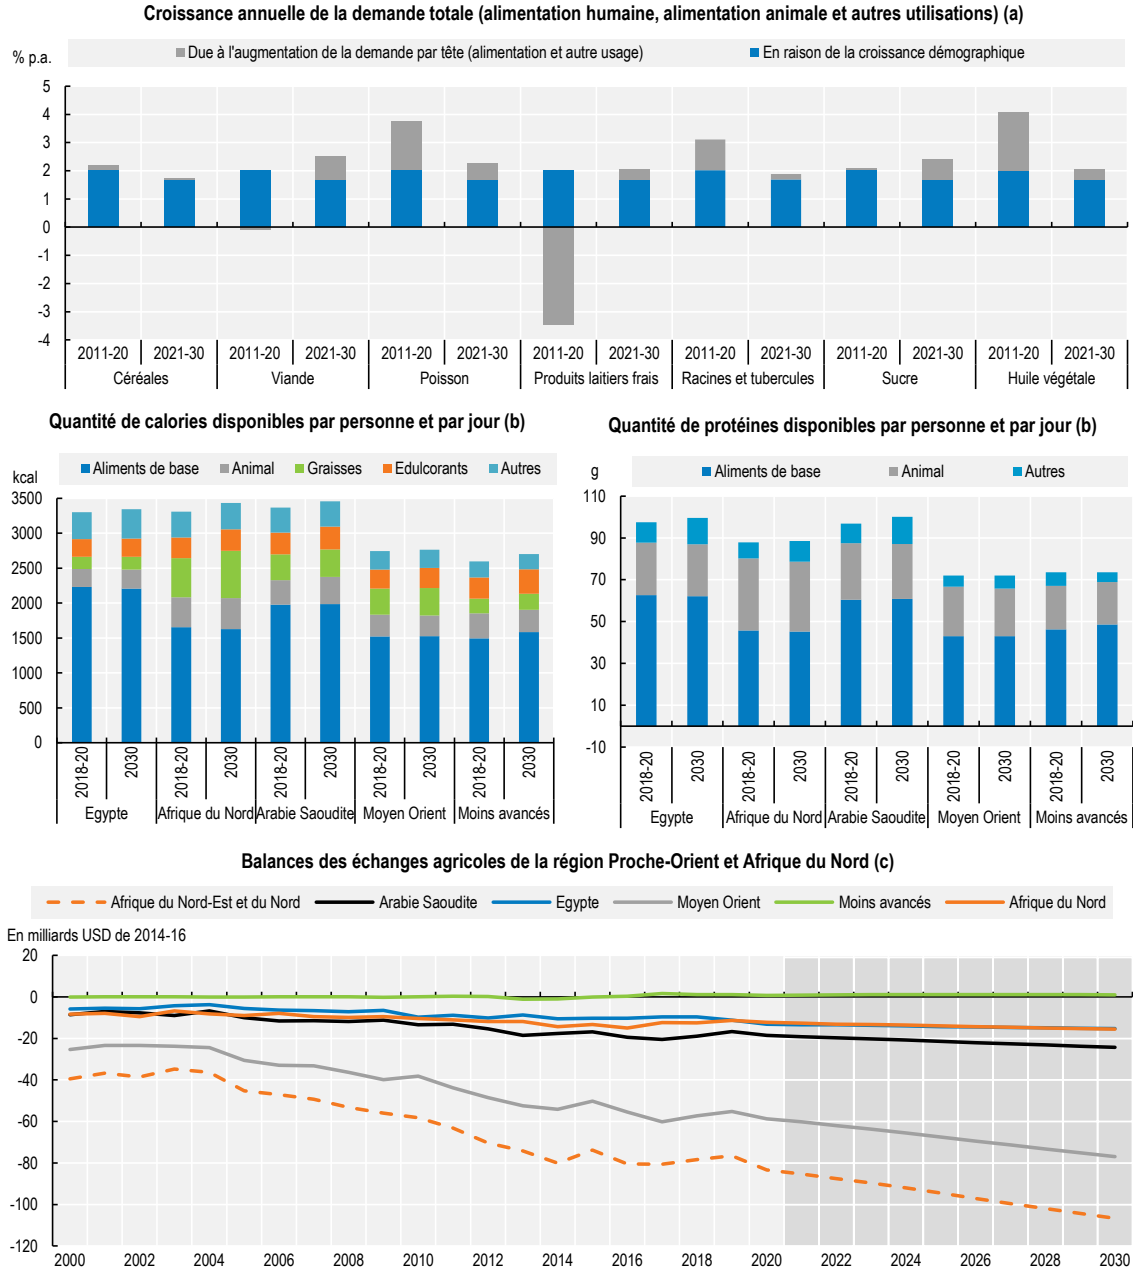 Croissance annuelle de la demande totale (alimentation humaine, alimentation animale et autres utilisations) (a)
% p.a.
Due à l'augmentation de la demande par tête (alimentation et autre usage) En raison de la croissance démographique
5
4
3
2
1
0
-1
-2
-3
-4
2011-20 2021-30 2011-20 2021-30 2011-20 2021-30 2011-20 2021-30 2011-20 2021-30 2011-20 2021-30 2011-20 2021-30
Céréales Viande Poisson Produits laitiers frais Racines et tubercules Sucre Huile végétale
Quantité de calories disponibles par personne et par jour (b)
kcal
Aliments de base Animal Graisses Edulcorants Autres
3500
3000
2500
2000
1500
1000
500
0
2018-20 2030 2018-20 2030 2018-20 2030 2018-20 2030 2018-20 2030
Egypte Afrique du Nord Arabie Saoudite Moyen Orient Moins avancés
Quantité de protéines disponibles par personne et par jour (b)
g
Aliments de base Animal Autres
110
90
70
50
30
10
-10
2018-20 2030 2018-20 2030 2018-20 2030 2018-20 2030 2018-20 2030
Egypte Afrique du Nord Arabie Saoudite Moyen Orient Moins avancés
Balances des échanges agricoles de la région Proche-Orient et Afrique du Nord (c)
Afrique du Nord-Est et du Nord Arabie Saoudite Egypte Moyen Orient Moins avancés Afrique du Nord
En milliards USD de 2014-16
20
0
-20
-40
-60
-80
-100
-120
2000 2002 2004 2006 2008 2010 2012 2014 2016 2018 2020 2022 2024 2026 2028 2030